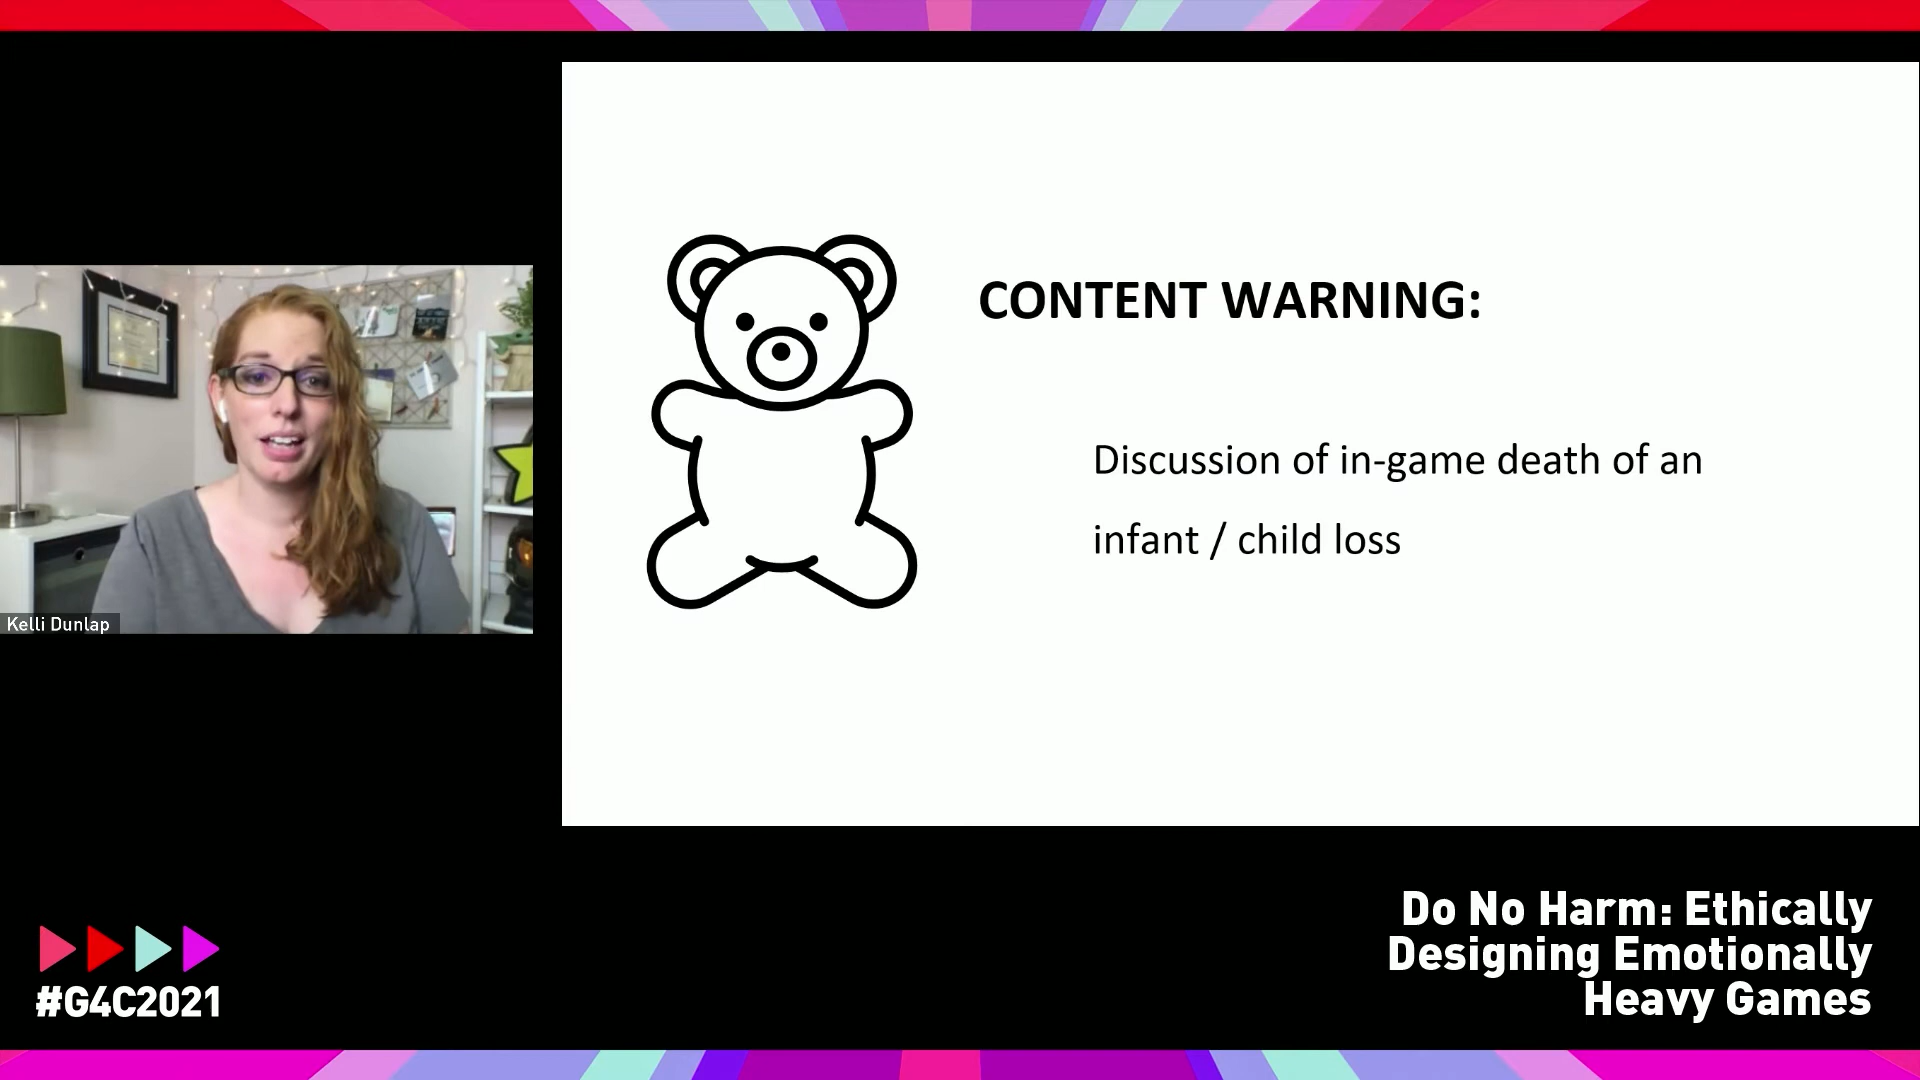 CONTENT WARNING:
Discussion of in-game death of an
infant / child loss
Kelli Dunlap
Do No Harm: Ethically
Designing Emotionally
Heavy Games
#G4C2021